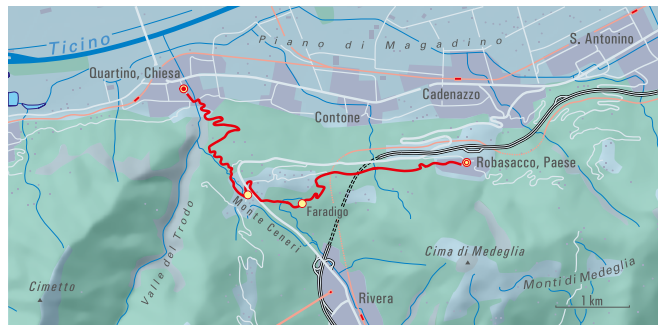 Ticino
Piano di Magadino
S. Antonino
Quartino, Chiesa
Cadenazzo
Contone
Robasacco, Paese
Faradigo
Monte Ceneri
Valle del Trodo
Cima di Medeglia
Monti di Medeglia
Cimetto
Rivera
1 km